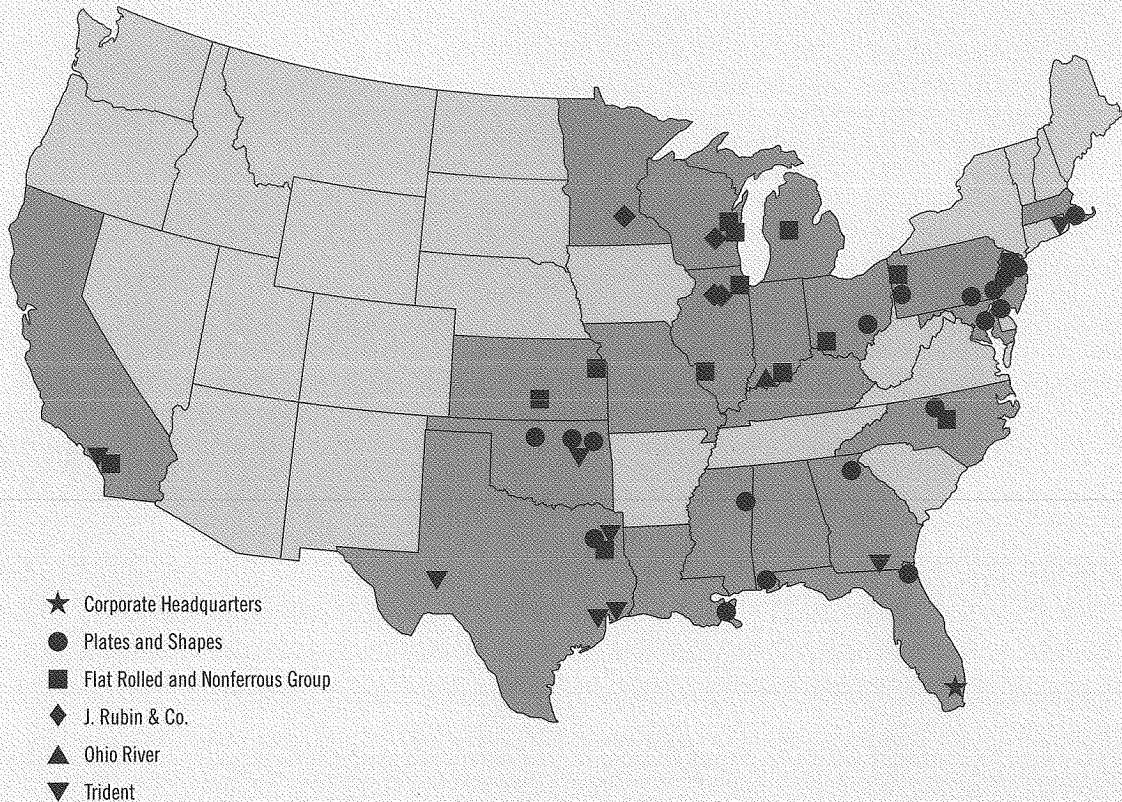 Corporate Headquarters
Plates and Shapes
Flat Rolled and Nonferrous Group
J. Rubin & Co.
Ohio River
Trident